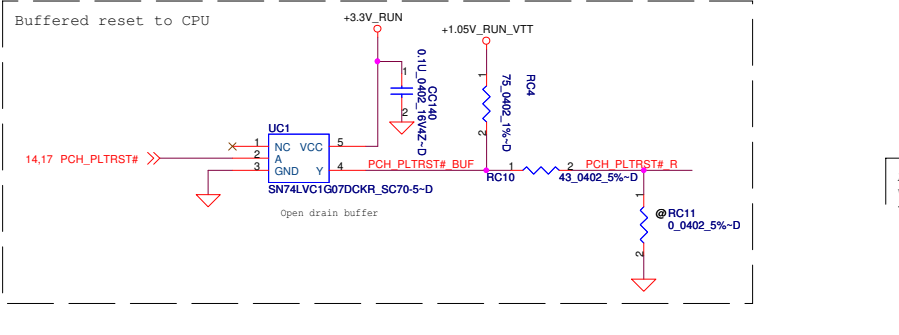 Buffered reset to CPU
+3.3V_RUN
+1.05V_RUN_VTT
1
2
0.1U_0402_16V4Z~D
CC140
1
2
75_0402_1%~D
RC4
UC1
1 NC VCC 5
2 A
3 GND Y 4
14,17 PCH_PLTRST#
SN74LVC1G07DCKR_SC70-5~D
Open drain buffer
PCH_PLTRST#_BUF
RC10
1 2
43_0402_5%~D
PCH_PLTRST#_R
1
2
@RC11
0_0402_5%~D